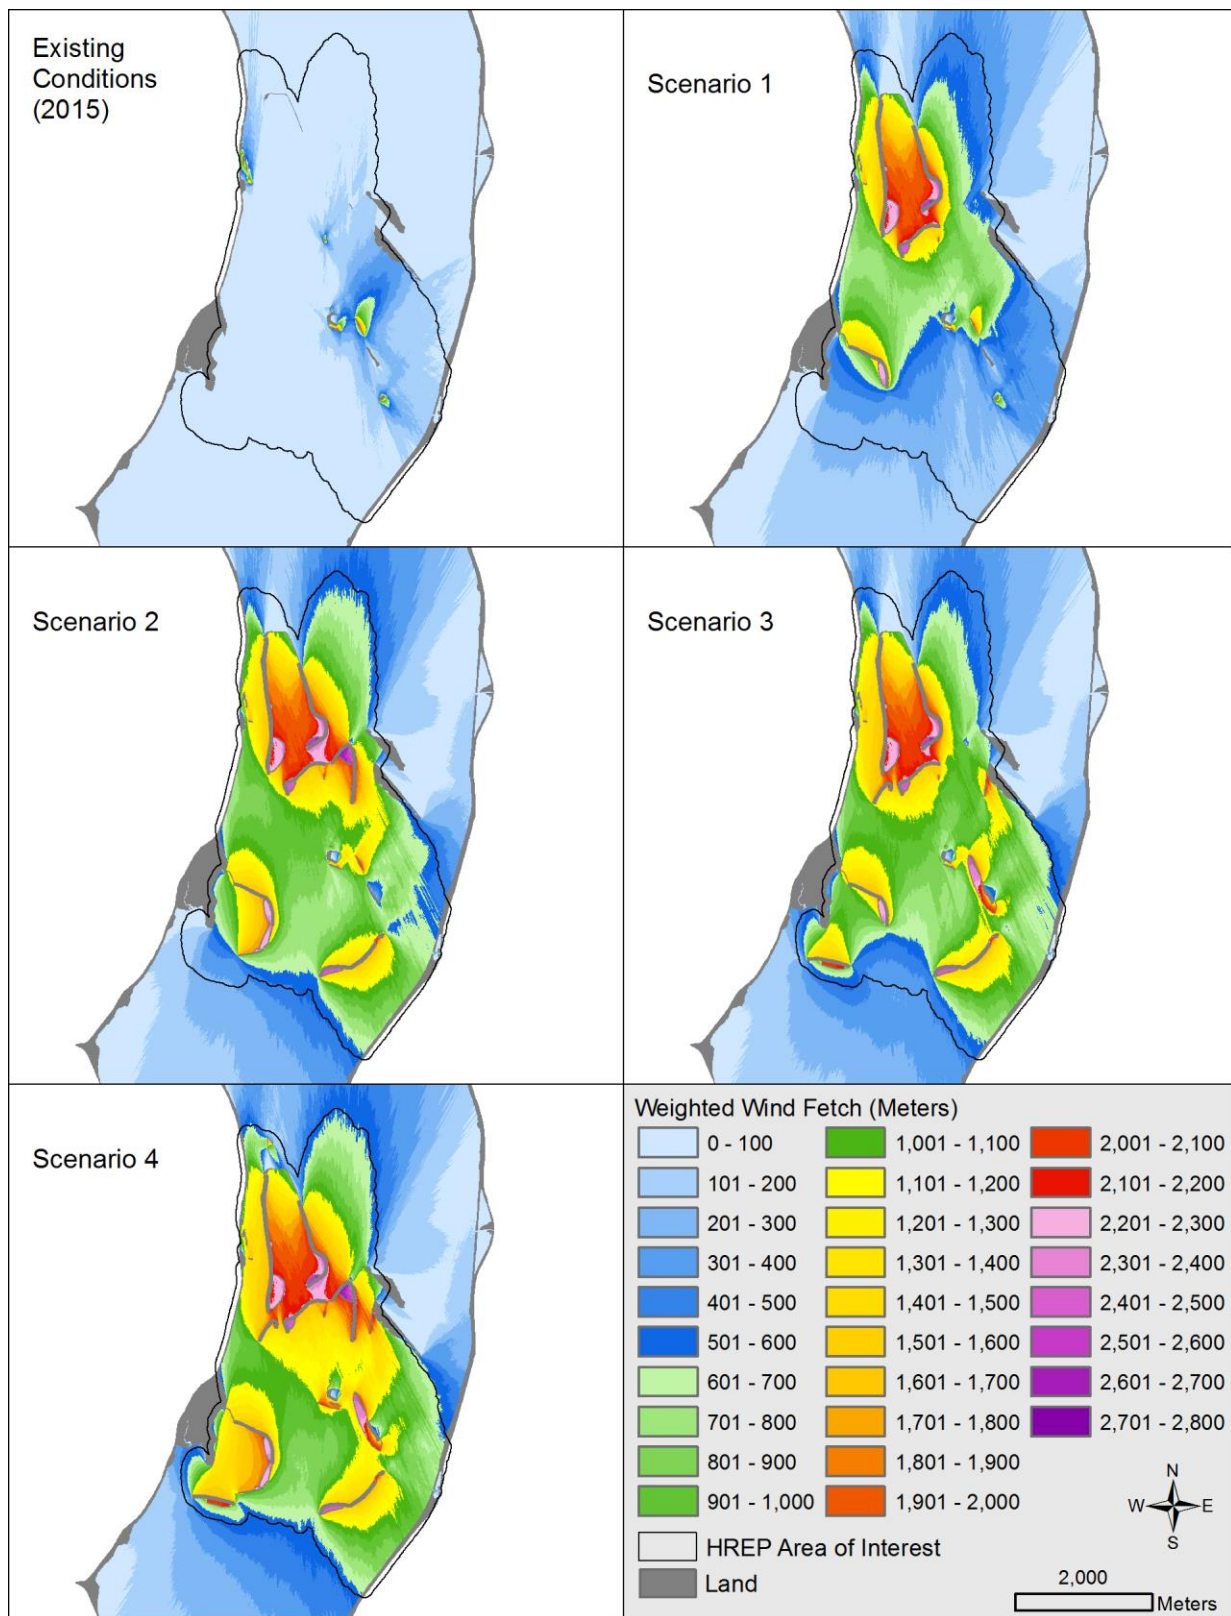 Existing
Conditions
(2015)
Scenario 1
Scenario 2
Scenario 3
Scenario 4
Weighted Wind Fetch (Meters)
0 - 100
101 - 200
201 - 300
301 - 400
401 - 500
501 - 600
601 - 700
701 - 800
801 - 900
901 - 1,000
1,001 - 1,100
1,101 - 1,200
1,201 - 1,300
1,301 - 1,400
1,401 - 1,500
1,501 - 1,600
1,601 - 1,700
1,701 - 1,800
1,801 - 1,900
1,901 - 2,000
2,001 - 2,100
2,101 - 2,200
2,201 - 2,300
2,301 - 2,400
2,401 - 2,500
2,501 - 2,600
2,601 - 2,700
2,701 - 2,800
HREP Area of Interest
Land
N
W E
S
2,000
Meters